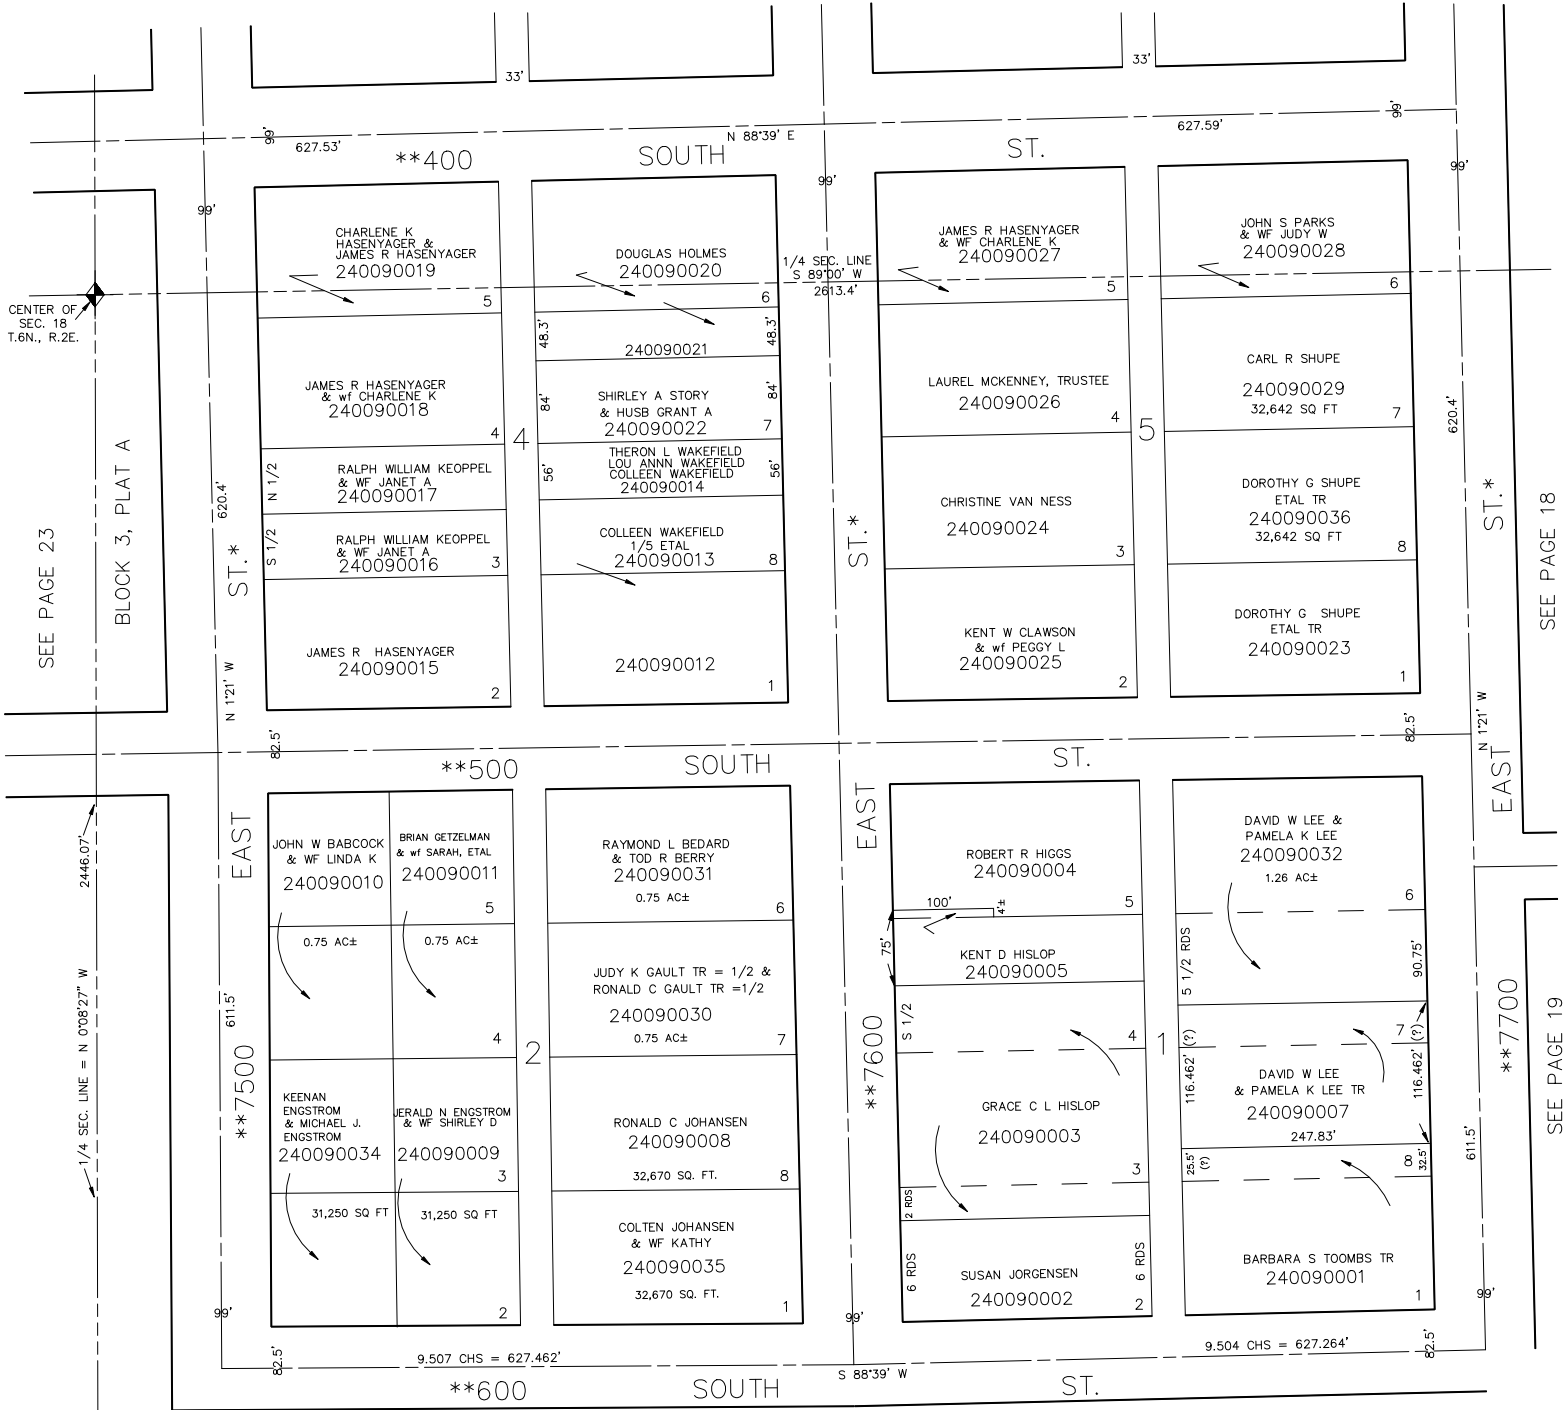 33'
33'
99'
627.53'
N 88°39' E
627.59'
99'
**400
SOUTH
ST.
99'
99'
99'
CHARLENE K
HASENYAGER &
JAMES R HASENYAGER
240090019
5
DOUGLAS HOLMES
240090020
6
1/4 SEC. LINE
S 89°00' W
2613.4'
JAMES R HASENYAGER
& WF CHARLENE K
240090027
5
JOHN S PARKS
& WF JUDY W
240090028
6
CENTER OF
SEC. 18
T.6N., R.2E.
48.3'
240090021
48.3'
JAMES R HASENYAGER
& wf CHARLENE K
240090018
4
4
84'
SHIRLEY A STORY
& HUSB GRANT A
240090022
84'
7
LAUREL MCKENNEY, TRUSTEE
240090026
4
5
CARL R SHUPE
240090029
32,642 SQ FT
7
620.4'
SEE PAGE 23
BLOCK 3, PLAT A
620.4'
N 1/2
RALPH WILLIAM KEOPPEL
& WF JANET A
240090017
56'
THERON L WAKEFIELD
LOU ANNN WAKEFIELD
COLLEEN WAKEFIELD
240090014
56'
CHRISTINE VAN NESS
240090024
3
DOROTHY G SHUPE
ETAL TR
240090036
32,642 SQ FT
8
ST.*
ST.*
ST.*
SEE PAGE 18
S 1/2
RALPH WILLIAM KEOPPEL
& WF JANET A
240090016
3
COLLEEN WAKEFIELD
1/5 ETAL
240090013
8
JAMES R  HASENYAGER
240090015
2
240090012
1
KENT W CLAWSON
& wf PEGGY L
240090025
2
DOROTHY G  SHUPE
ETAL TR
240090023
1
N 1°21' W
N 1°21' W
82.5'
82.5'
**500
SOUTH
ST.
EAST
EAST
EAST
2446.07'
1/4 SEC. LINE = N 0°08'27" W
JOHN W BABCOCK
& WF LINDA K
240090010
0.75 AC±
BRIAN GETZELMAN
& wf SARAH, ETAL
240090011
5
0.75 AC±
4
RAYMOND L BEDARD
& TOD R BERRY
240090031
0.75 AC±
6
ROBERT R HIGGS
240090004
5
100'
4'±
75'
DAVID W LEE &
PAMELA K LEE
240090032
1.26 AC±
6
JUDY K GAULT TR = 1/2 &
RONALD C GAULT TR =1/2
240090030
0.75 AC±
7
2
KENT D HISLOP
240090005
S 1/2
4
1
5 1/2 RDS
90.75'
7
611.5'
**7500
**7600
**7700
SEE PAGE 19
611.5'
KEENAN
ENGSTROM
& MICHAEL J.
ENGSTROM
240090034
31,250 SQ FT
JERALD N ENGSTROM
& WF SHIRLEY D
240090009
3
31,250 SQ FT
2
RONALD C JOHANSEN
240090008
32,670 SQ. FT.
8
GRACE C L HISLOP
240090003
3
2 RDS
116.462' (?)
116.462' (?)
DAVID W LEE
& PAMELA K LEE TR
240090007
247.83'
25.5'
(?)
8
32.5'
COLTEN JOHANSEN
& WF KATHY
240090035
32,670 SQ. FT.
1
6 RDS
SUSAN JORGENSEN
240090002
6 RDS
2
BARBARA S TOOMBS TR
240090001
1
99'
99'
99'
82.5'
9.507 CHS = 627.462'
S 88°39' W
9.504 CHS = 627.264'
82.5'
**600
SOUTH
ST.